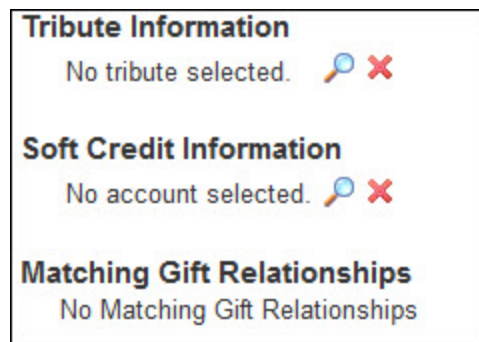 Tribute Information
No tribute selected.
Soft Credit Information
No account selected.
Matching Gift Relationships
No Matching Gift Relationships